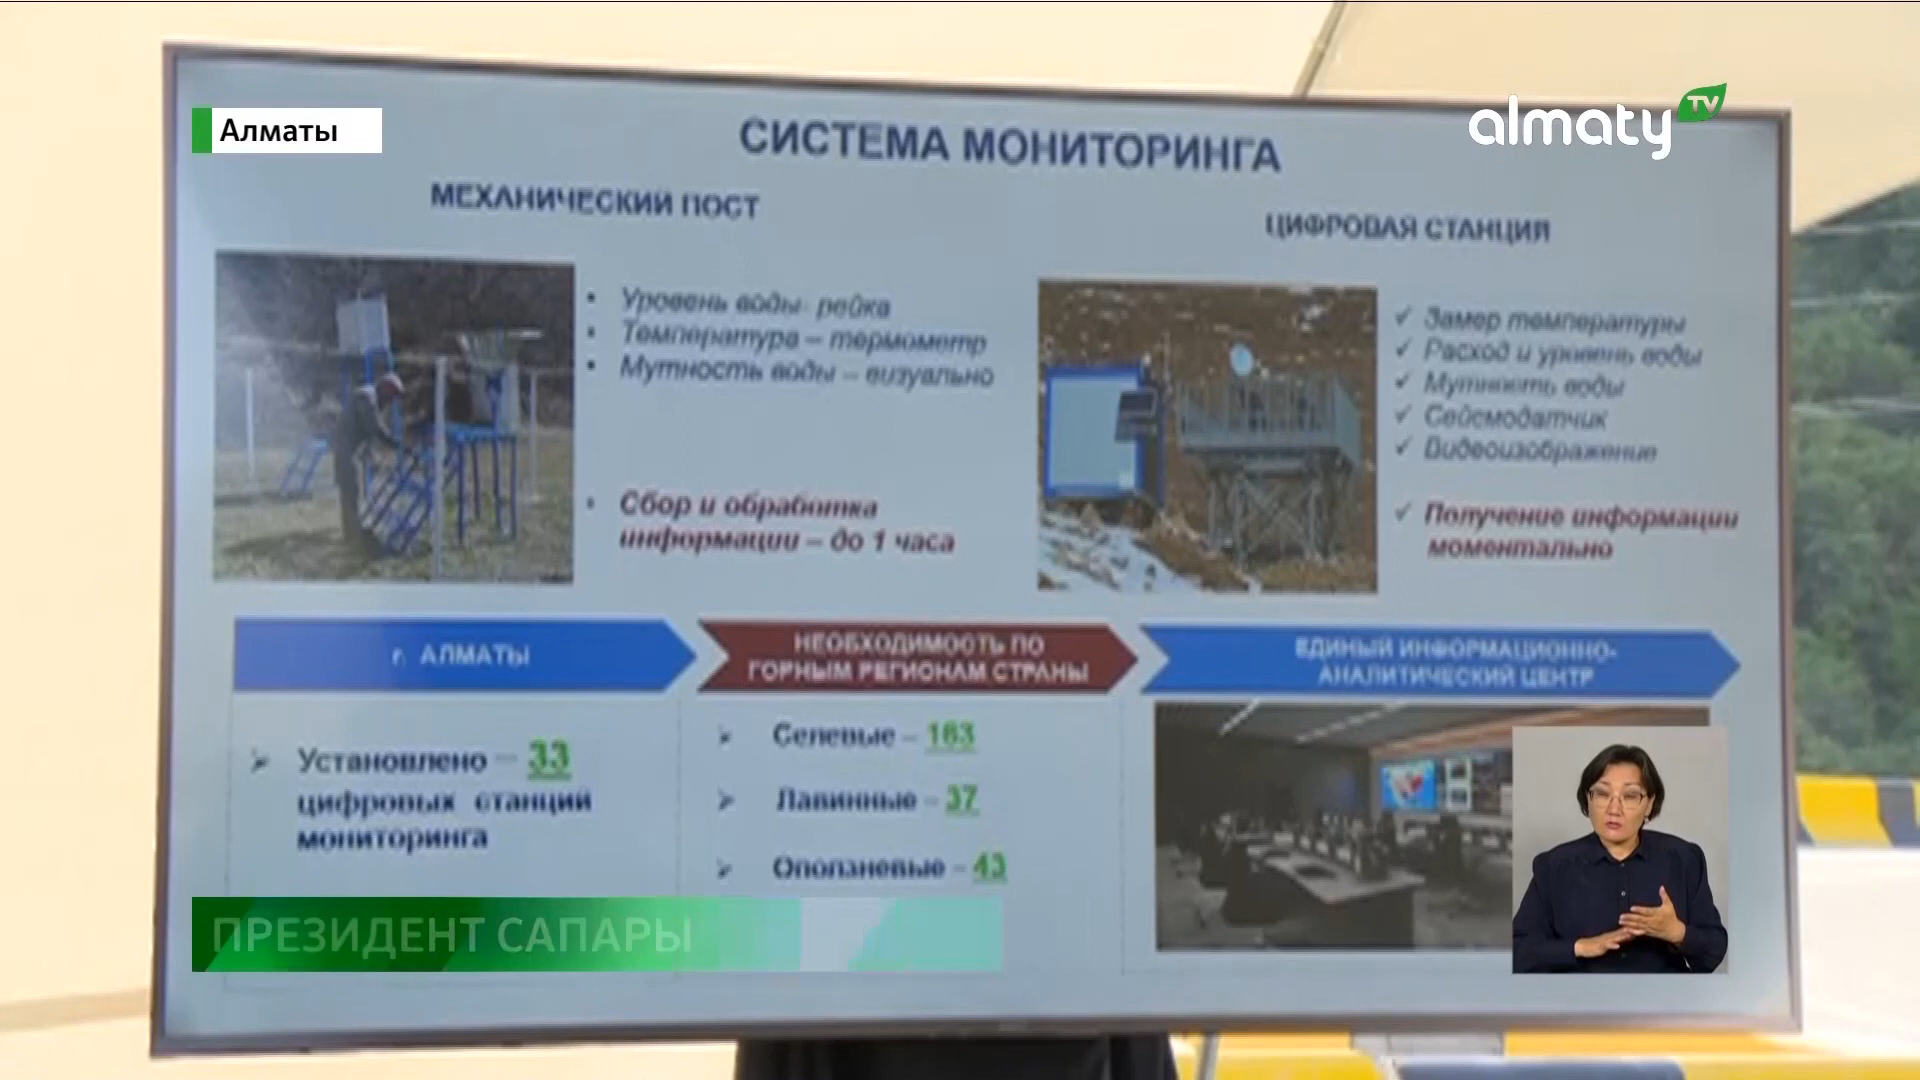 Алматы
almaty TV
СИСТЕМА МОНИТОРИНГА
МЕХАНИЧЕСКИЙ ПОСТ
• Уровень воды- рейка
• Температура – термометр
• Мутность воды – визуально
• Сбор и обработка
информации – до 1 часа
ЦИФРОВАЯ СТАНЦИЯ
✓ Замер температуры
✓ Расход и уровень воды
✓ Мутность воды
✓ Сейсмодатчик
✓ Видеоизображение
✓ Получение информации
моментально
г. АЛМАТЫ
➢ Установлено – 33
цифровых станций
мониторинга
НЕОБХОДИМОСТЬ ПО
ГОРНЫМ РЕГИОНАМ СТРАНЫ
➢ Селевые – 163
➢ Лавинные – 37
➢ Оползневые – 43
ЕДИНЫЙ ИНФОРМАЦИОННО-
АНАЛИТИЧЕСКИЙ ЦЕНТР
ПРЕЗИДЕНТ САПАРЫ